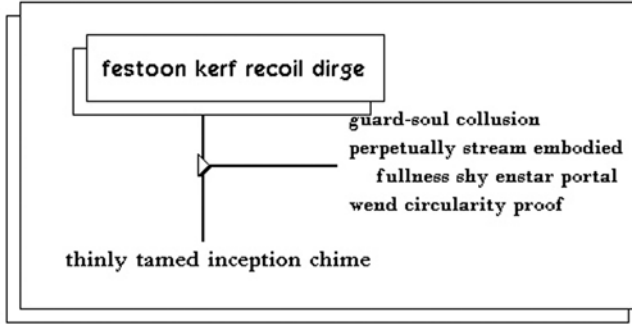 festoon kerf recoil dirge
guard-soul collusion
perpetually stream embodied
fullness shy enstar portal
wend circularity proof
thinly tamed inception chime